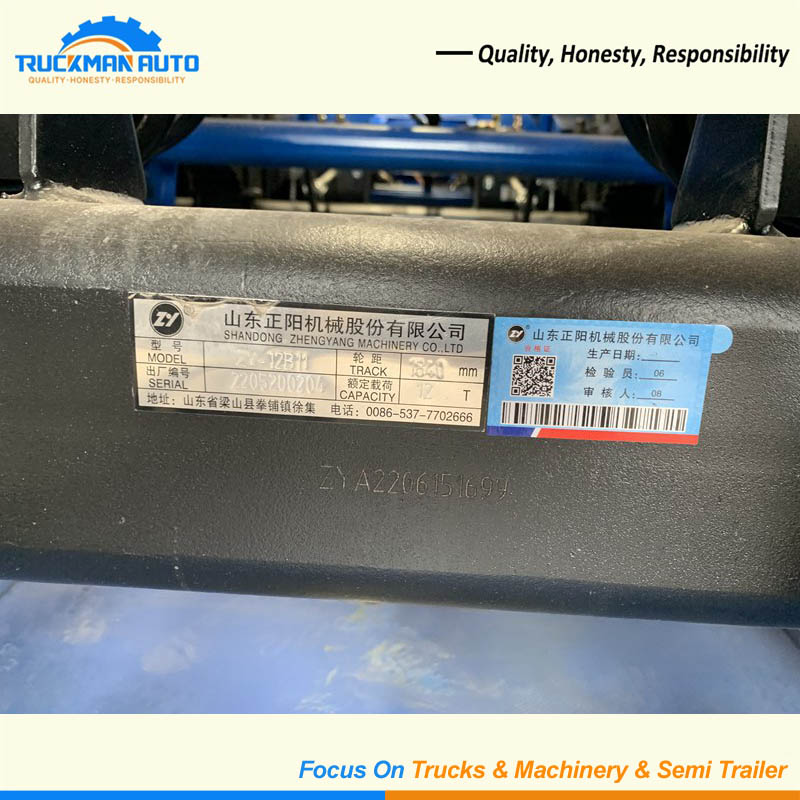 TRUCKMAN AUTO
QUALITY·HONESTY·RESPONSIBILITY
Quality, Honesty, Responsibility
ZY
山东正阳机械股份有限公司
SHANDONG ZHENGYANG MACHINERY CO.,LTD
型号
MODEL
轮距
TRACK 1840 mm
出厂编号
SERIAL 2205200204
额定载荷
CAPACITY 12 T
地址: 山东省梁山县拳铺镇徐集 电话: 0086-537-7702666
ZY 山东正阳机械股份有限公司
合格证
生产日期:
检验员: 06
审核人: 08
ZYA2206151699
Focus On Trucks & Machinery & Semi Trailer